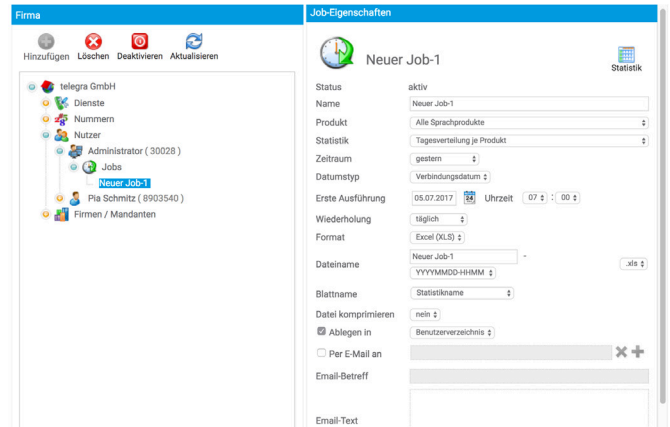 Firma
Hinzufügen Löschen Deaktivieren Aktualisieren
telegra GmbH
Dienste
Nummern
Nutzer
Administrator ( 30028 )
Jobs
Neuer Job-1
Pia Schmitz ( 8903540 )
Firmen / Mandanten
Job-Eigenschaften
Neuer Job-1
Statistik
Status aktiv
Name Neuer Job-1
Produkt Alle Sprachprodukte
Statistik Tagesverteilung je Produkt
Zeitraum gestern
Datumstyp Verbindungsdatum
Erste Ausführung 05.07.2017 24 Uhrzeit 07 : 00
Wiederholung täglich
Format Excel (XLS)
Neuer Job-1 -
Dateiname .xls
YYYYMMDD-HHMM
Blattname Statistikname
Datei komprimieren nein
Ablegen in Benutzerverzeichnis
Per E-Mail an
Email-Betreff
Email-Text